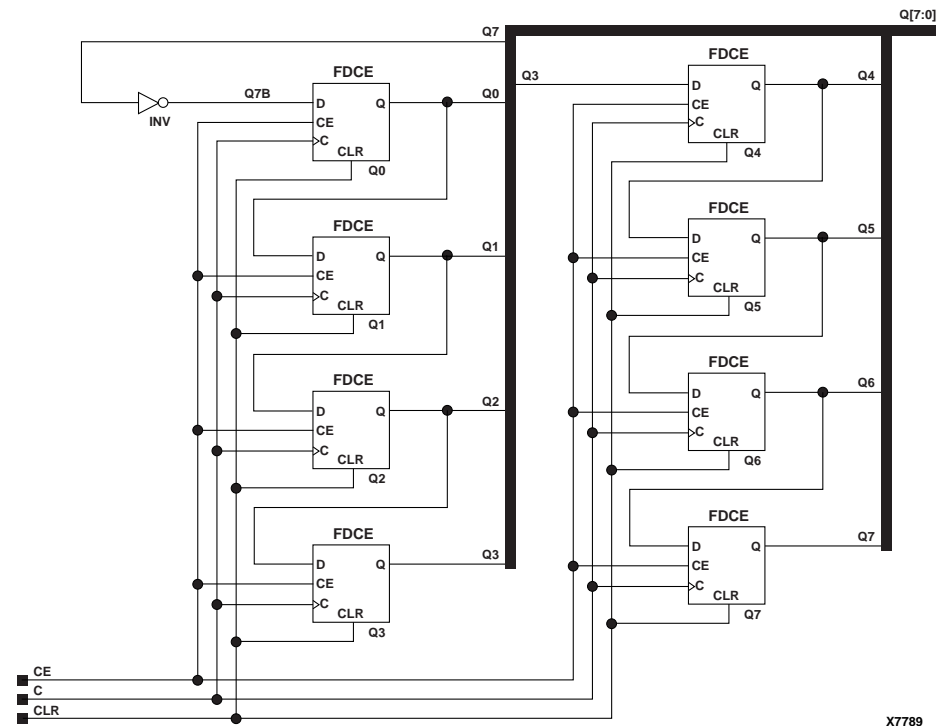 Q[7:0]
Q7
FDCE
Q7B
D
Q
Q0
CE
C
CLR
Q0
INV
FDCE
D
Q
Q1
CE
C
CLR
Q1
FDCE
D
Q
Q2
CE
C
CLR
Q2
FDCE
D
Q
Q3
CE
C
CLR
Q3
FDCE
Q3
D
Q
Q4
CE
C
CLR
Q4
FDCE
D
Q
Q5
CE
C
CLR
Q5
FDCE
D
Q
Q6
CE
C
CLR
Q6
FDCE
D
Q
Q7
CE
C
CLR
Q7
CE
C
CLR
X7789